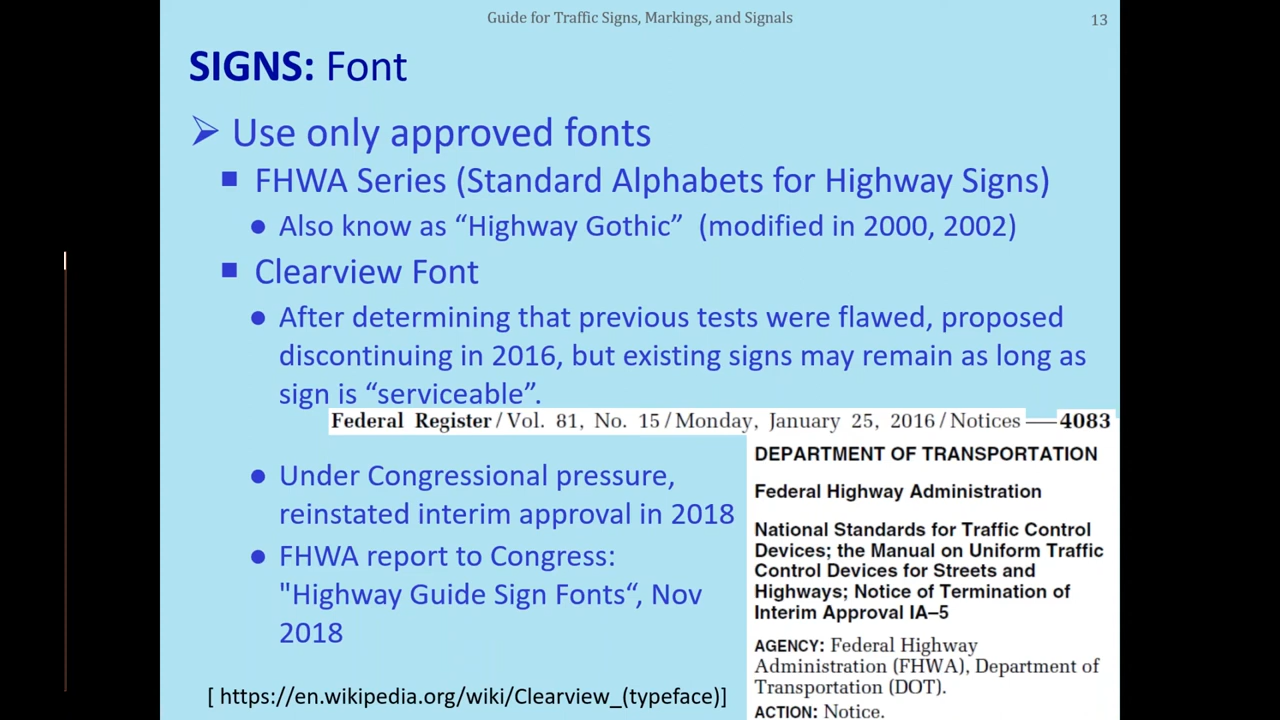 Guide for Traffic Signs, Markings, and Signals
13
SIGNS: Font
➢ Use only approved fonts
■ FHWA Series (Standard Alphabets for Highway Signs)
● Also know as “Highway Gothic” (modified in 2000, 2002)
■ Clearview Font
● After determining that previous tests were flawed, proposed
discontinuing in 2016, but existing signs may remain as long as
sign is “serviceable”.
Federal Register / Vol. 81, No. 15 / Monday, January 25, 2016 / Notices — 4083
● Under Congressional pressure,
reinstated interim approval in 2018
● FHWA report to Congress:
"Highway Guide Sign Fonts“, Nov
2018
DEPARTMENT OF TRANSPORTATION
Federal Highway Administration
National Standards for Traffic Control
Devices; the Manual on Uniform Traffic
Control Devices for Streets and
Highways; Notice of Termination of
Interim Approval IA–5
AGENCY: Federal Highway
Administration (FHWA), Department of
Transportation (DOT).
ACTION: Notice.
[ https://en.wikipedia.org/wiki/Clearview_(typeface)]